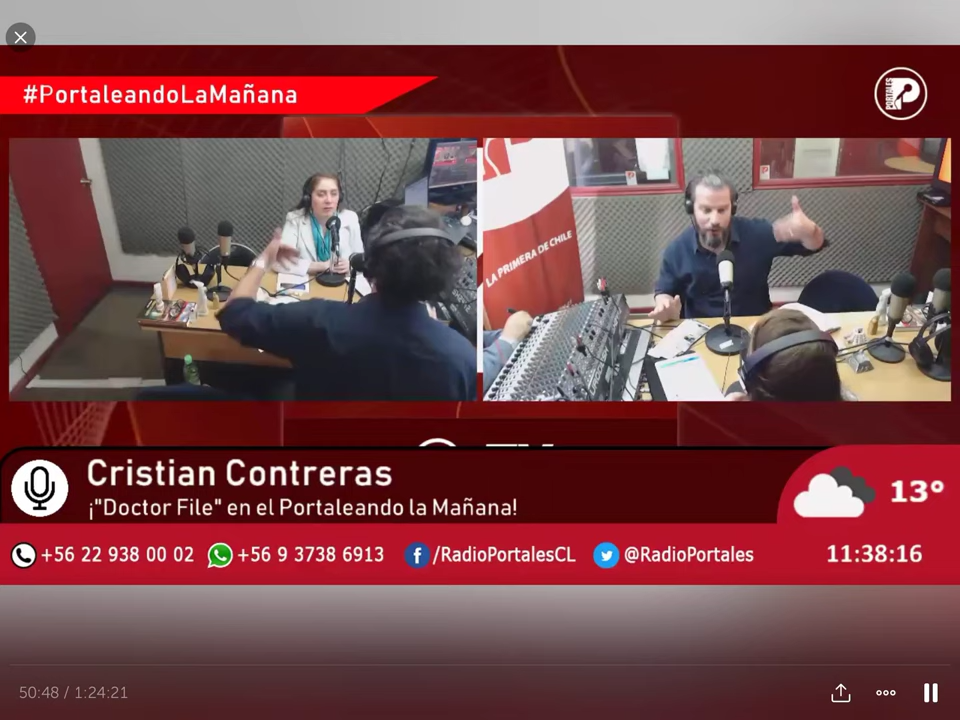 #PortaleandoLaMañana
PORTALES
LA PRIMERA DE CHILE
Cristian Contreras
¡"Doctor File" en el Portaleando la Mañana!
13°
+56 22 938 00 02
+56 9 3738 6913
/RadioPortalesCL
@RadioPortales
11:38:16
50:48 / 1:24:21